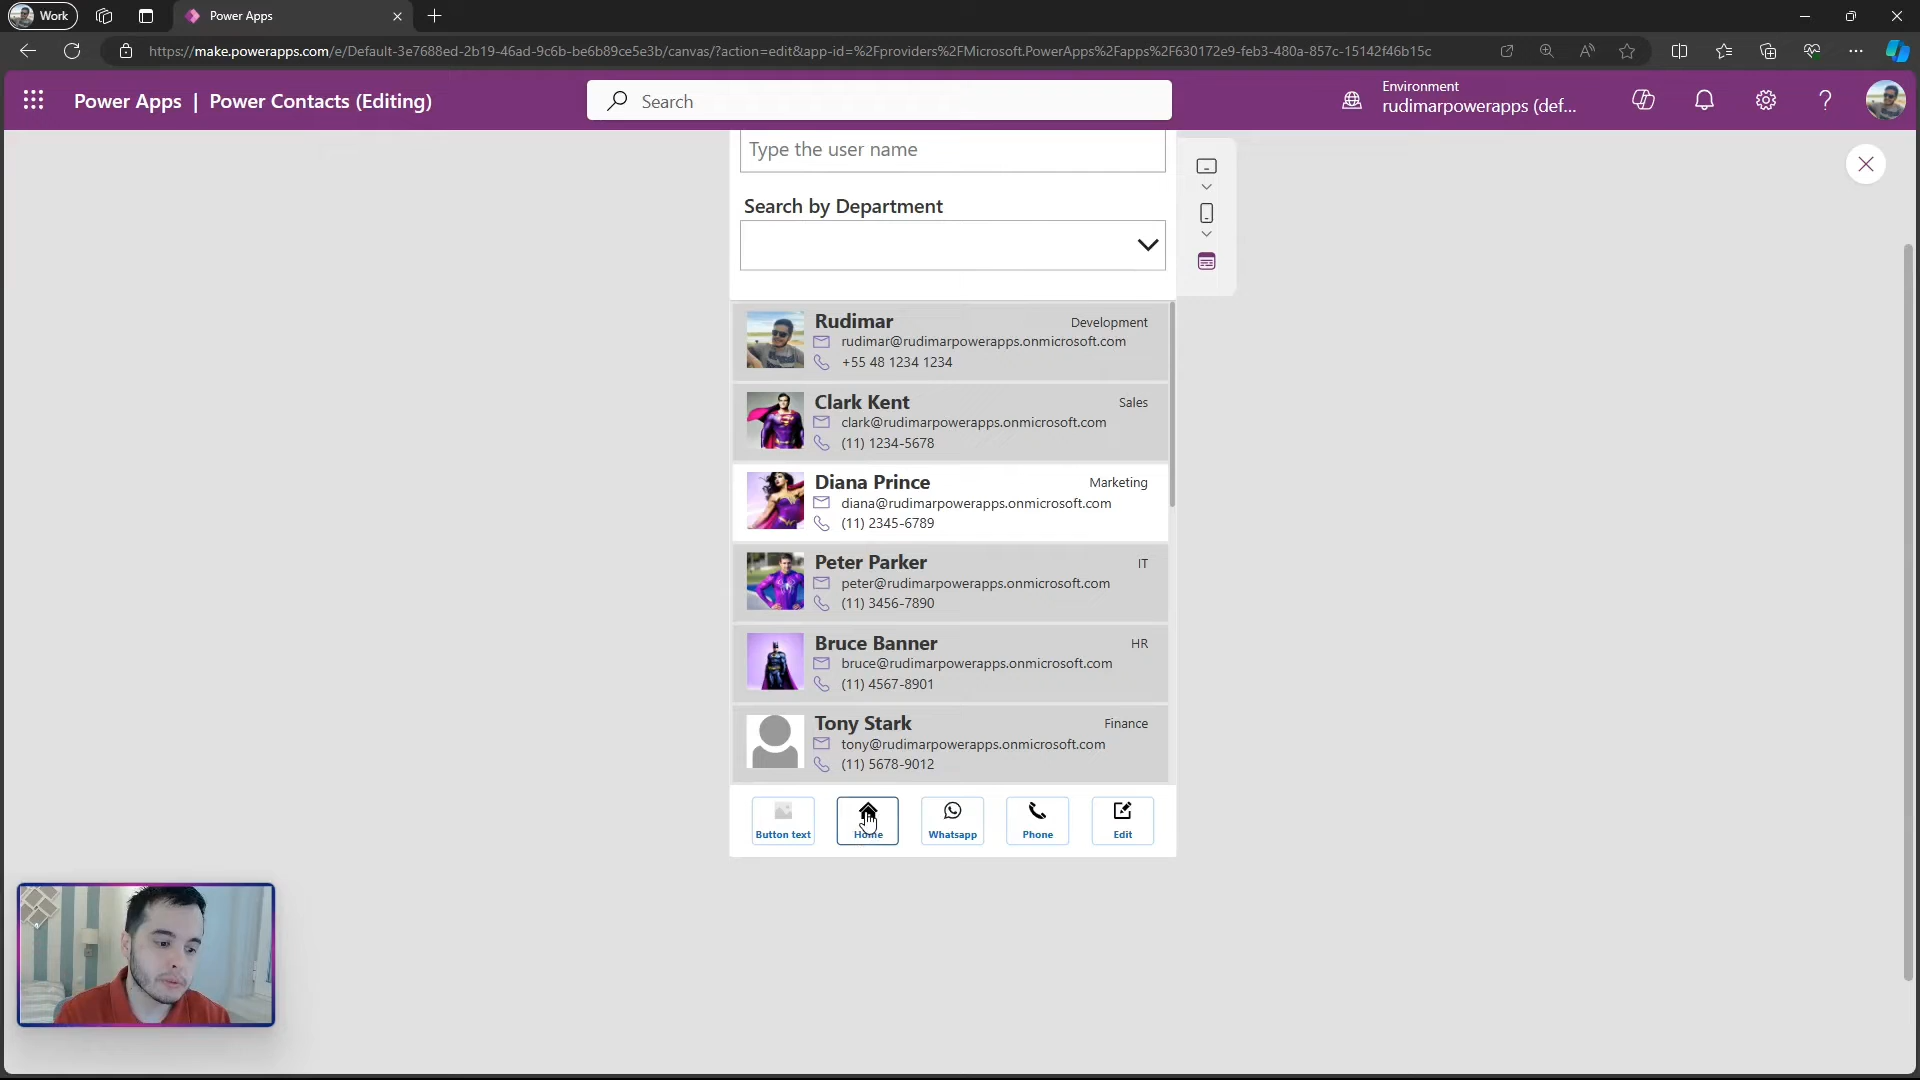 Work
Power Apps
https://make.powerapps.com/e/Default-3e7688ed-2b19-46ad-9c6b-be6b89ce5e3b/canvas/?action=edit&app-id=%2Fproviders%2FMicrosoft.PowerApps%2Fapps%2F630172e9-feb3-480a-857c-15142f46b15c
Power Apps | Power Contacts (Editing)
Search
Environment
rudimarpowerapps (def...
Type the user name
Search by Department
Rudimar
Development
rudimar@rudimarpowerapps.onmicrosoft.com
+55 48 1234 1234
Clark Kent
Sales
clark@rudimarpowerapps.onmicrosoft.com
(11) 1234-5678
Diana Prince
Marketing
diana@rudimarpowerapps.onmicrosoft.com
(11) 2345-6789
Peter Parker
IT
peter@rudimarpowerapps.onmicrosoft.com
(11) 3456-7890
Bruce Banner
HR
bruce@rudimarpowerapps.onmicrosoft.com
(11) 4567-8901
Tony Stark
Finance
tony@rudimarpowerapps.onmicrosoft.com
(11) 5678-9012
Button text
Home
Whatsapp
Phone
Edit